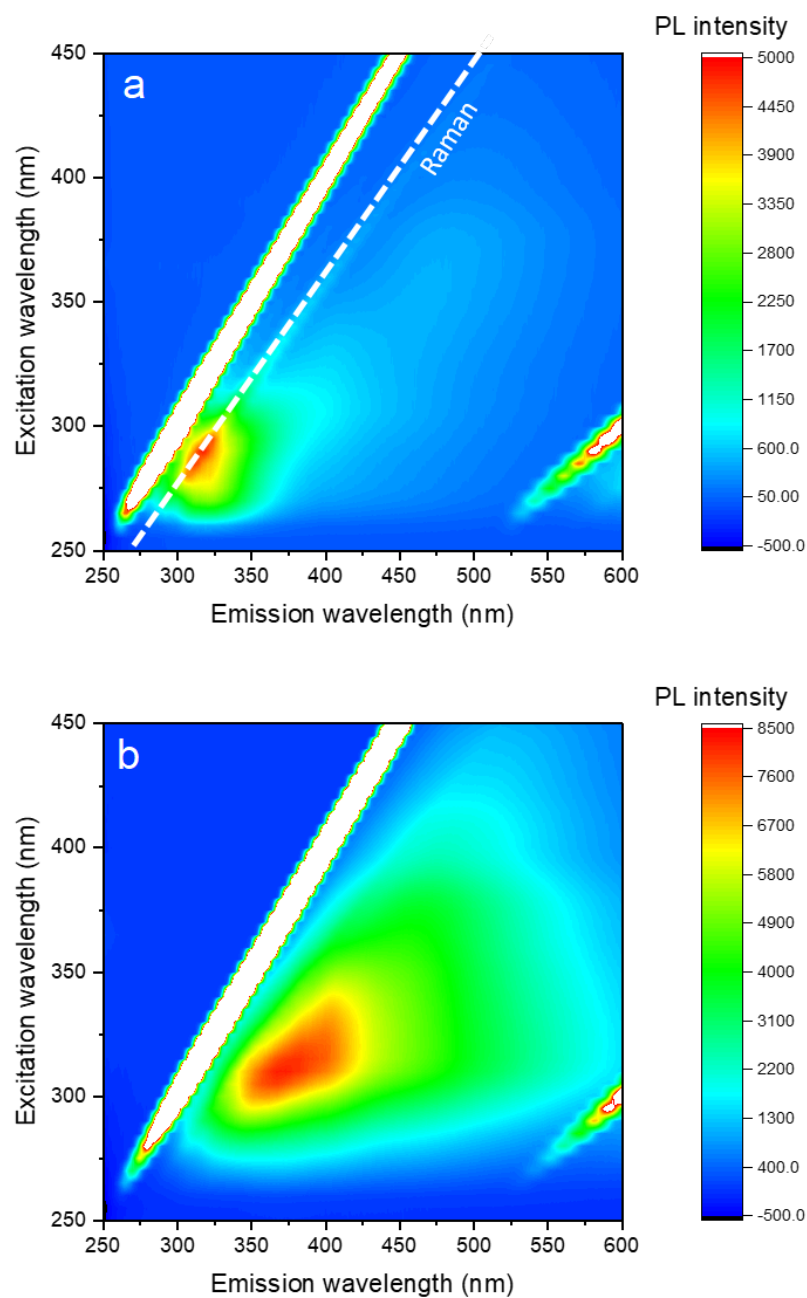 PL intensity
a
Raman
450
400
350
300
250
Excitation wavelength (nm)
250 300 350 400 450 500 550 600
Emission wavelength (nm)
5000
4450
3900
3350
2800
2250
1700
1150
600.0
50.00
-500.0
PL intensity
b
450
400
350
300
250
Excitation wavelength (nm)
250 300 350 400 450 500 550 600
Emission wavelength (nm)
8500
7600
6700
5800
4900
4000
3100
2200
1300
400.0
-500.0